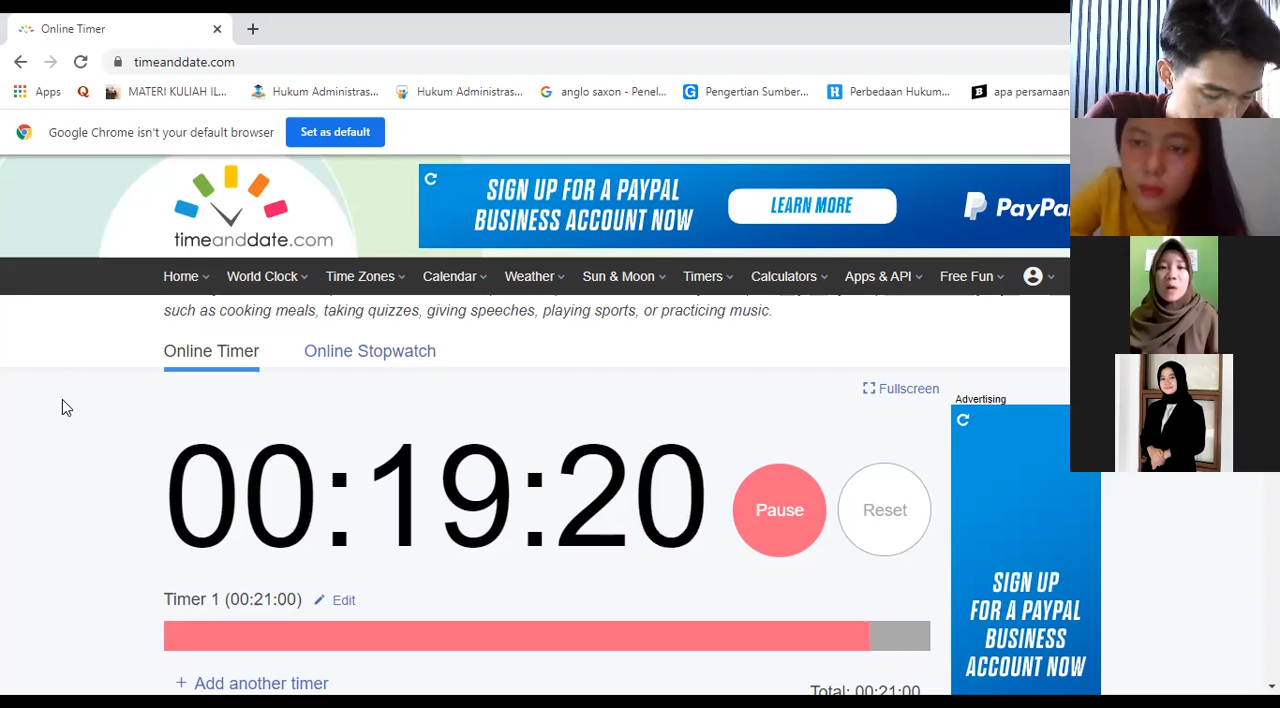 Online Timer
timeanddate.com
Apps
MATERI KULIAH IL...
Hukum Administras...
Hukum Administras...
anglo saxon - Penel...
Pengertian Sumber...
Perbedaan Hukum...
apa persamaan
Google Chrome isn't your default browser
Set as default
timeanddate.com
SIGN UP FOR A PAYPAL
BUSINESS ACCOUNT NOW
LEARN MORE
PayPa
Home
World Clock
Time Zones
Calendar
Weather
Sun & Moon
Timers
Calculators
Apps & API
Free Fun
such as cooking meals, taking quizzes, giving speeches, playing sports, or practicing music.
Online Timer
Online Stopwatch
Fullscreen
Advertising
00:19:20
Pause
Reset
Timer 1 (00:21:00)
Edit
SIGN UP
FOR A PAYPAL
BUSINESS
ACCOUNT NOW
+ Add another timer
Total: 00:21:00